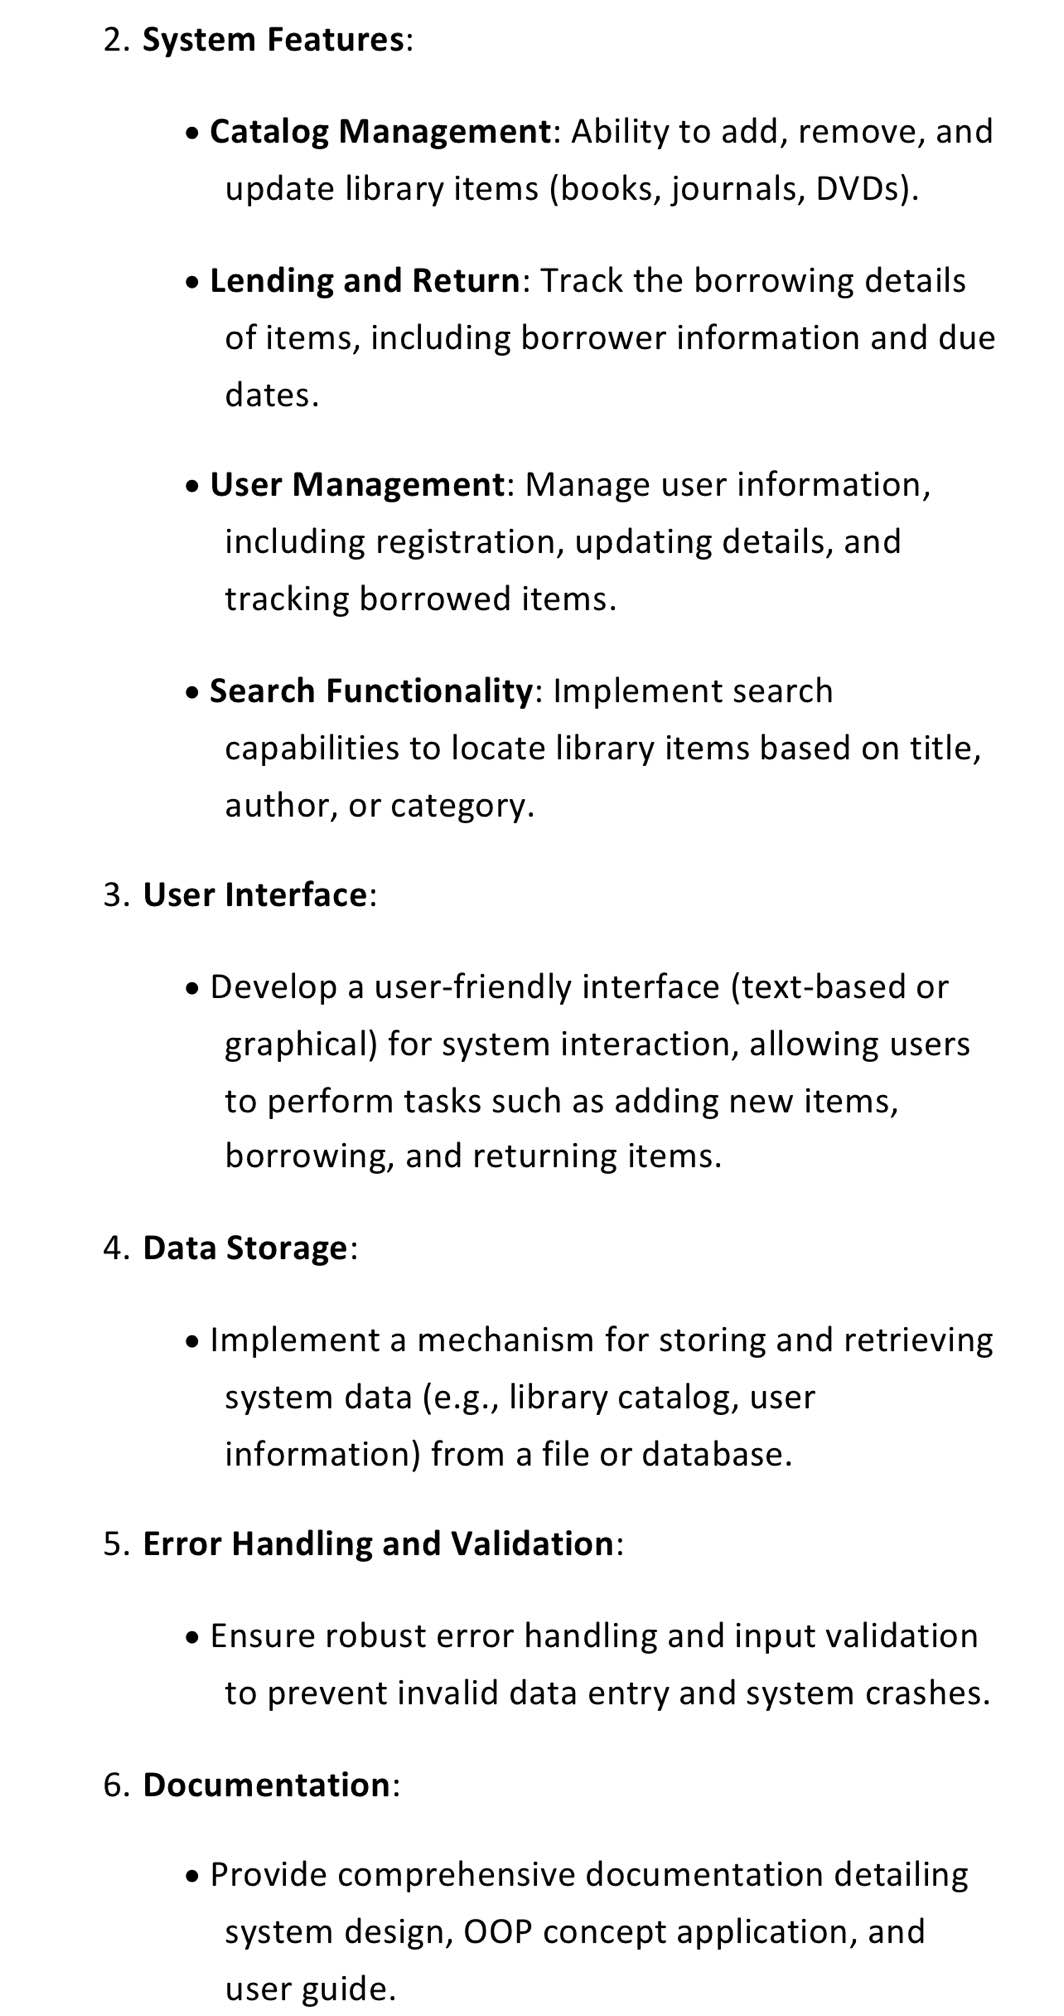 2. System Features:
• Catalog Management: Ability to add, remove, and
update library items (books, journals, DVDs).
• Lending and Return: Track the borrowing details
of items, including borrower information and due
dates.
• User Management: Manage user information,
including registration, updating details, and
tracking borrowed items.
• Search Functionality: Implement search
capabilities to locate library items based on title,
author, or category.
3. User Interface:
• Develop a user-friendly interface (text-based or
graphical) for system interaction, allowing users
to perform tasks such as adding new items,
borrowing, and returning items.
4. Data Storage:
• Implement a mechanism for storing and retrieving
system data (e.g., library catalog, user
information) from a file or database.
5. Error Handling and Validation:
• Ensure robust error handling and input validation
to prevent invalid data entry and system crashes.
6. Documentation:
• Provide comprehensive documentation detailing
system design, OOP concept application, and
user guide.